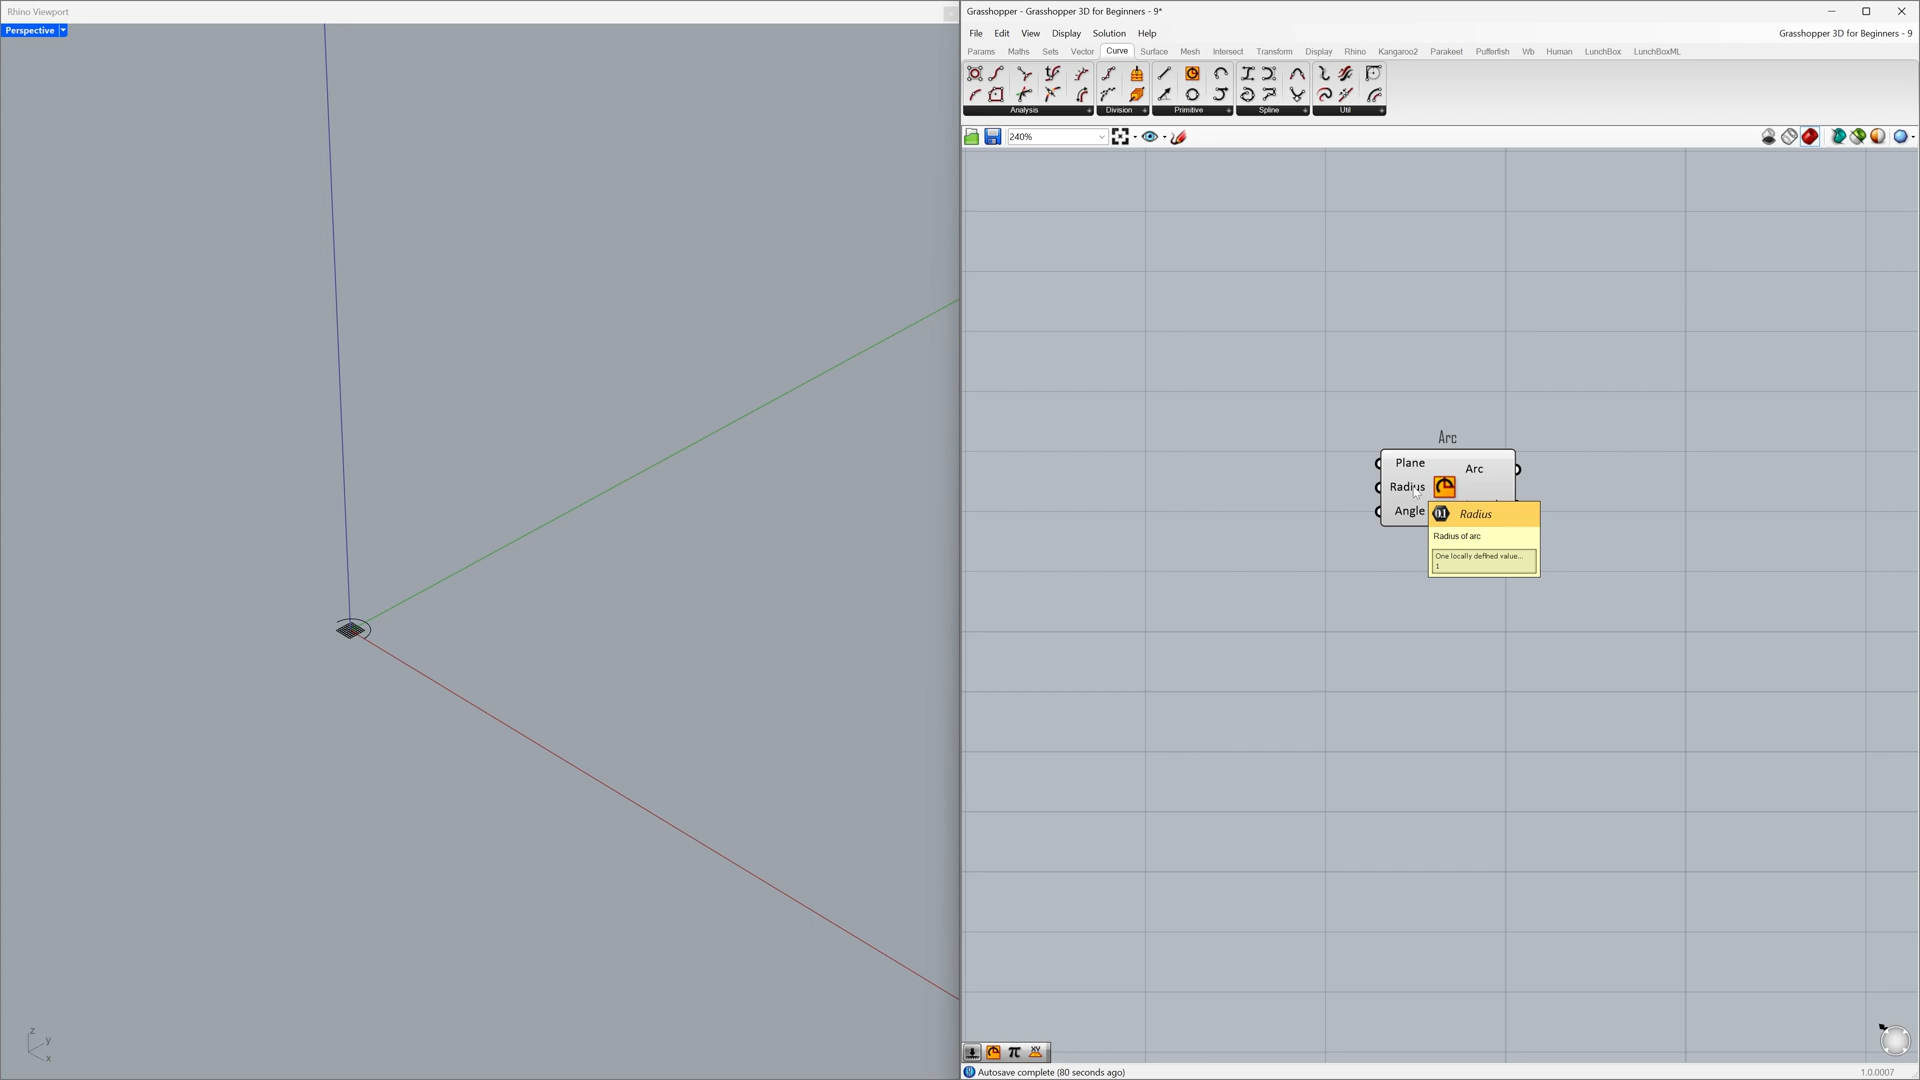 Rhino Viewport
Perspective
z
y
x
Grasshopper - Grasshopper 3D for Beginners - 9*
File Edit View Display Solution Help
Grasshopper 3D for Beginners - 9
Params Maths Sets Vector Curve Surface Mesh Intersect Transform Display Rhino Kangaroo2 Parakeet Pufferfish Wb Human LunchBox LunchBoxML
Analysis Division Primitive Spline Util
240%
Arc
Plane
Arc
Radius
Angle
0.1 Radius
Radius of arc
One locally defined value...
1
XY
Autosave complete (80 seconds ago)
1.0.0007